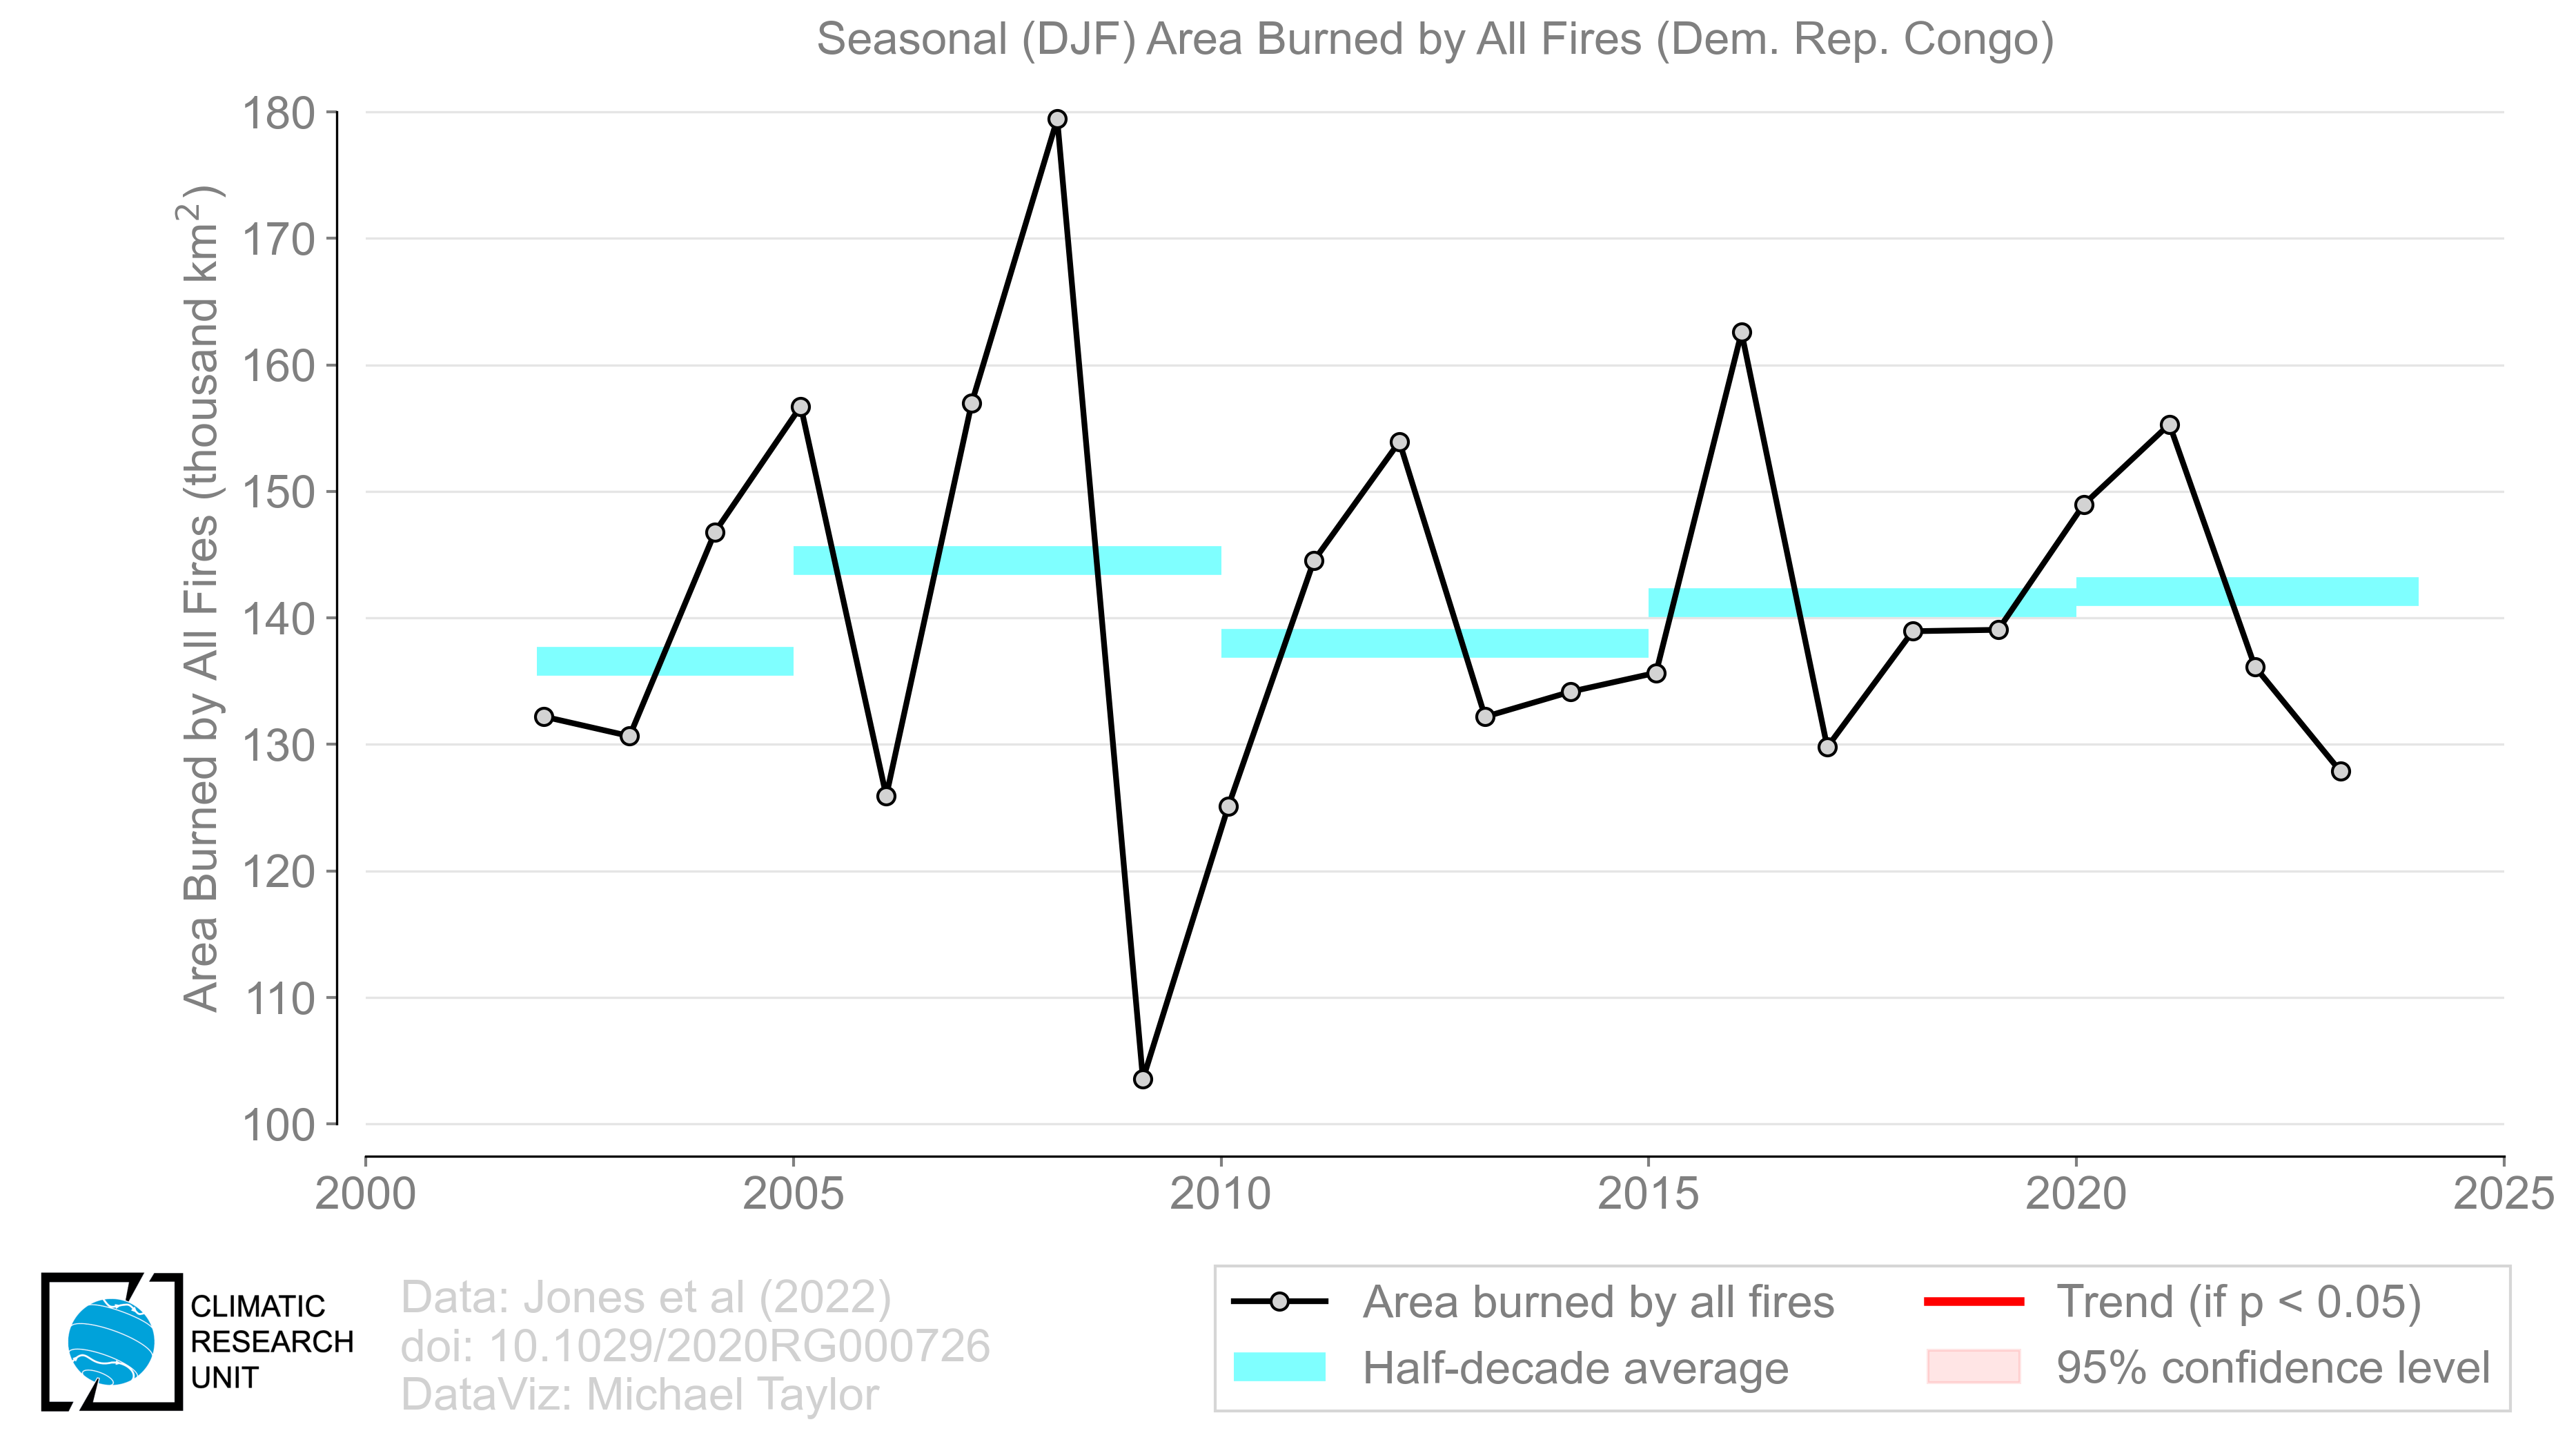 Seasonal (DJF) Area Burned by All Fires (Dem. Rep. Congo)
Area Burned by All Fires (thousand km²)
180
170
160
150
140
130
120
110
100
2000 2005 2010 2015 2020 2025
CLIMATIC
RESEARCH
UNIT
Data: Jones et al (2022)
doi: 10.1029/2020RG000726
DataViz: Michael Taylor
Area burned by all fires
Half-decade average
Trend (if p < 0.05)
95% confidence level